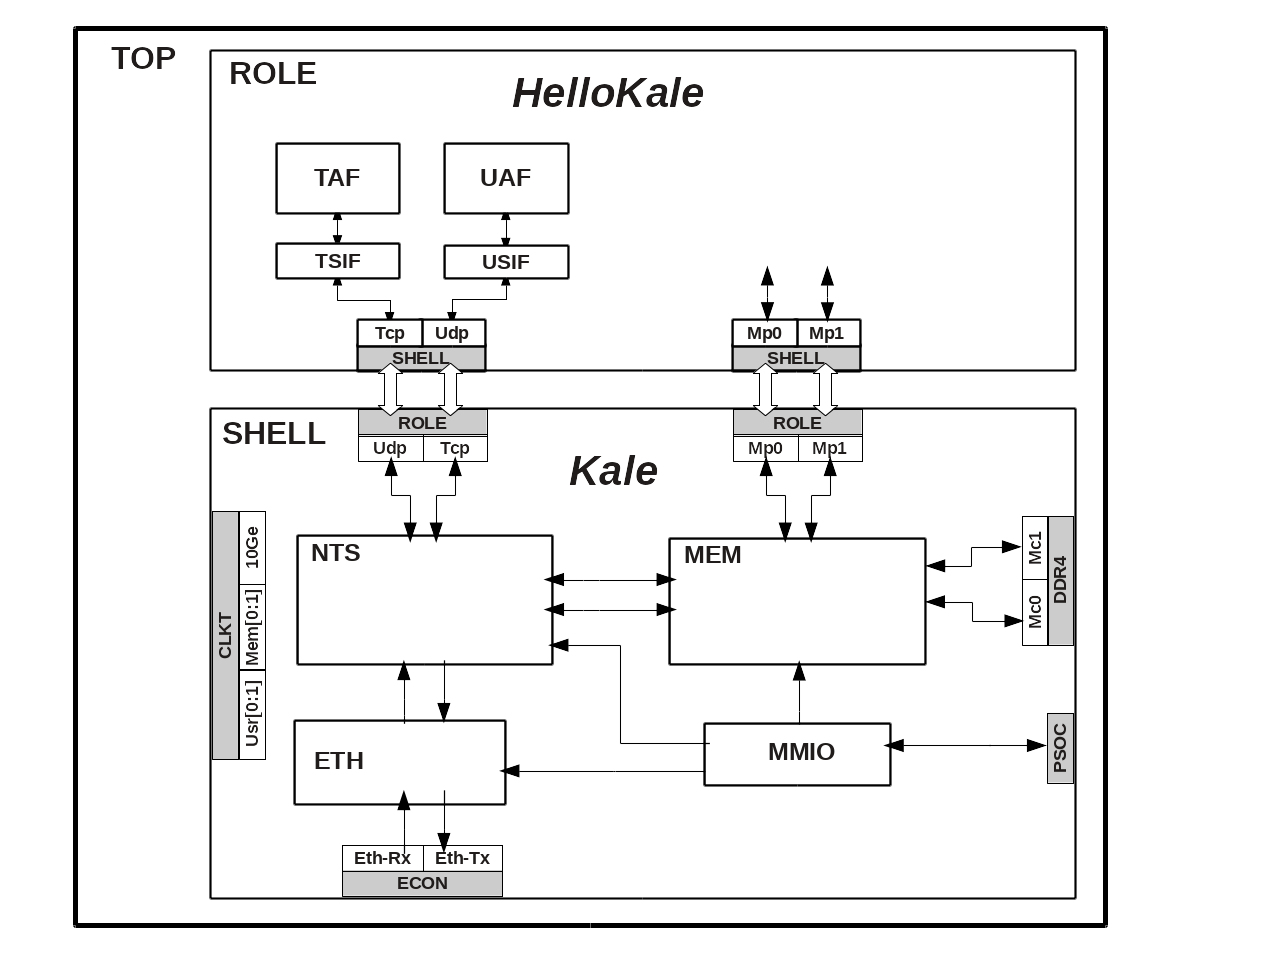 TOP
ROLE
HelloKale
TAF
UAF
TSIF
USIF
Tcp
Udp
SHELL
Mp0
Mp1
SHELL
SHELL
ROLE
Udp
Tcp
Kale
ROLE
Mp0
Mp1
CLKT
10Ge
Mem[0:1]
Usr[0:1]
NTS
MEM
Mc1
Mc0
DDR4
ETH
MMIO
PSOC
Eth-Rx
Eth-Tx
ECON